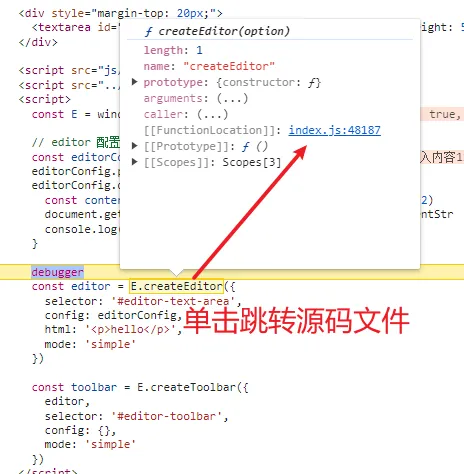 <div style="margin-top: 20px;">
<textarea id="
ight: 5
</div>
ƒ createEditor(option)
length: 1
name: "createEditor"
<script src="js/
▶ prototype: {constructor: ƒ}
<script src="../
arguments: (...)
<script>
caller: (...)
const E = wind
true,
[[FunctionLocation]]: index.js:48187
// editor 配置
▶ [[Prototype]]: ƒ ()
const editorCo
入内容1
▶ [[Scopes]]: Scopes[3]
editorConfig.p
editorConfig.o
const conten
2)
document.get
entStr
console.log(
}
debugger
const editor = E.createEditor({
selector: '#editor-text-area',
单击跳转源码文件
config: editorConfig,
html: '<p>hello</p>',
mode: 'simple'
})
const toolbar = E.createToolbar({
editor,
selector: '#editor-toolbar',
config: {},
mode: 'simple'
})
</script>